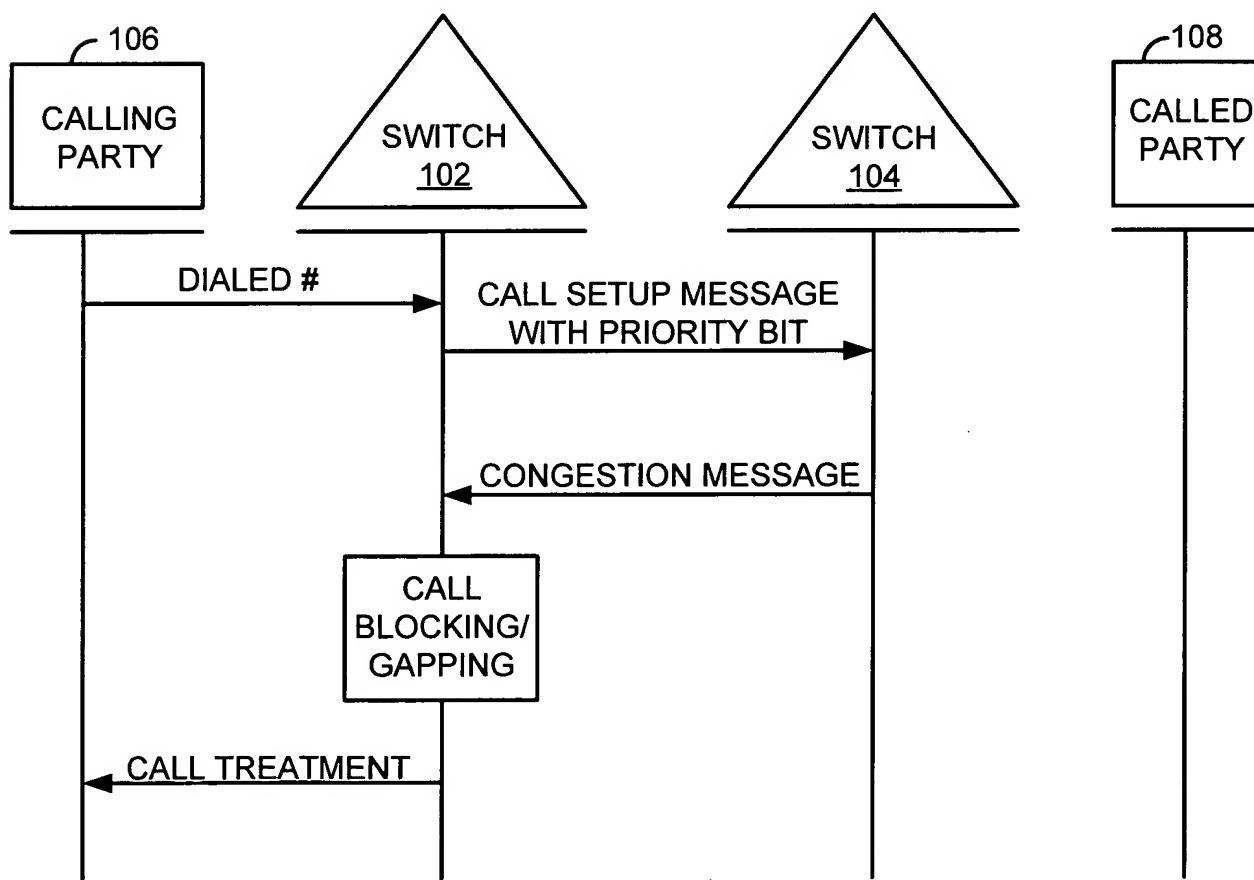 106
108
CALLING
PARTY
SWITCH
102
SWITCH
104
CALLED
PARTY
DIALED #
CALL SETUP MESSAGE
WITH PRIORITY BIT
CONGESTION MESSAGE
CALL
BLOCKING/
GAPPING
CALL TREATMENT